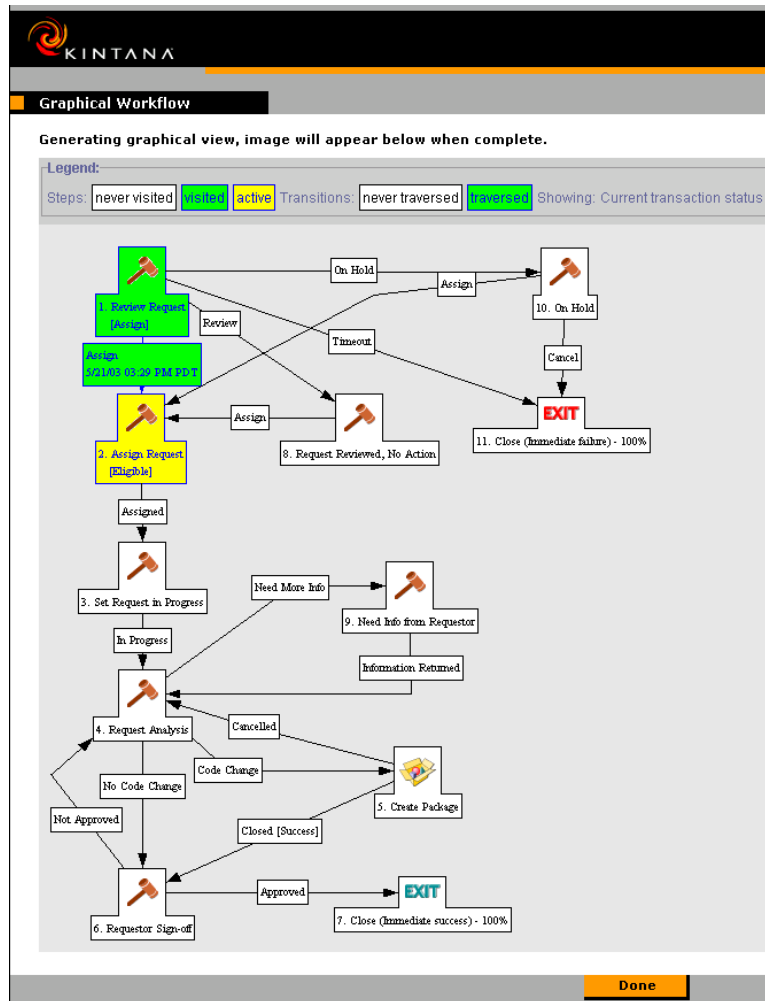 KINTANA
Graphical Workflow
Generating graphical view, image will appear below when complete.
Legend:
Steps: never visited visited active Transitions: never traversed traversed Showing: Current transaction status
On Hold
Assign
1. Review Request
[Assign]
10. On Hold
Review
Timeout
Assign
5/21/03 03:29 PM PDT
Cancel
EXIT
Assign
11. Close (Immediate failure) - 100%
2. Assign Request
[Eligible]
8. Request Reviewed, No Action
Assigned
Need More Info
3. Set Request in Progress
9. Need Info from Requestor
In Progress
Information Returned
4. Request Analysis
Cancelled
Code Change
No Code Change
5. Create Package
Not Approved
Closed [Success]
Approved
EXIT
6. Requestor Sign-off
7. Close (Immediate success) - 100%
Done